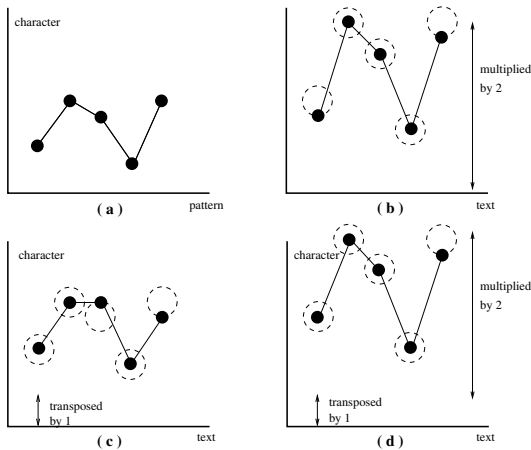 character
pattern
( a )
multiplied
by 2
text
( b )
character
transposed
by 1
text
( c )
character
multiplied
by 2
transposed
by 1
text
( d )